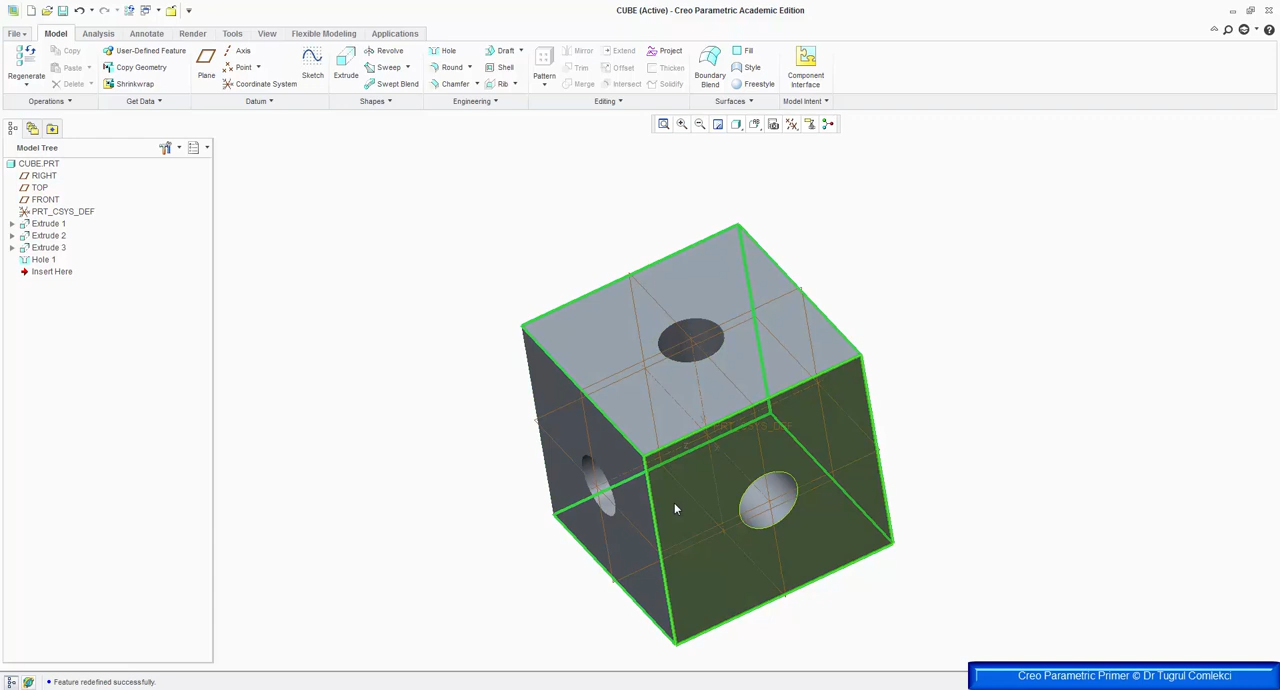 CUBE (Active) - Creo Parametric Academic Edition
File Model Analysis Annotate Render Tools View Flexible Modeling Applications
Regenerate Copy Paste Delete User-Defined Feature Copy Geometry Shrinkwrap Plane Axis Point Coordinate System Sketch Extrude Revolve Sweep Swept Blend Hole Round Chamfer Draft Shell Rib Pattern Mirror Trim Merge Extend Offset Intersect Project Thicken Solidify Boundary Blend Fill Style Freestyle Component Interface
Operations Get Data Datum Shapes Engineering Editing Surfaces Model Intent
Model Tree
CUBE.PRT
RIGHT
TOP
FRONT
PRT_CSYS_DEF
Extrude 1
Extrude 2
Extrude 3
Hole 1
Insert Here
PRT_CSYS_DEF
Feature redefined successfully.
Creo Parametric Primer © Dr Tugrul Comlekci